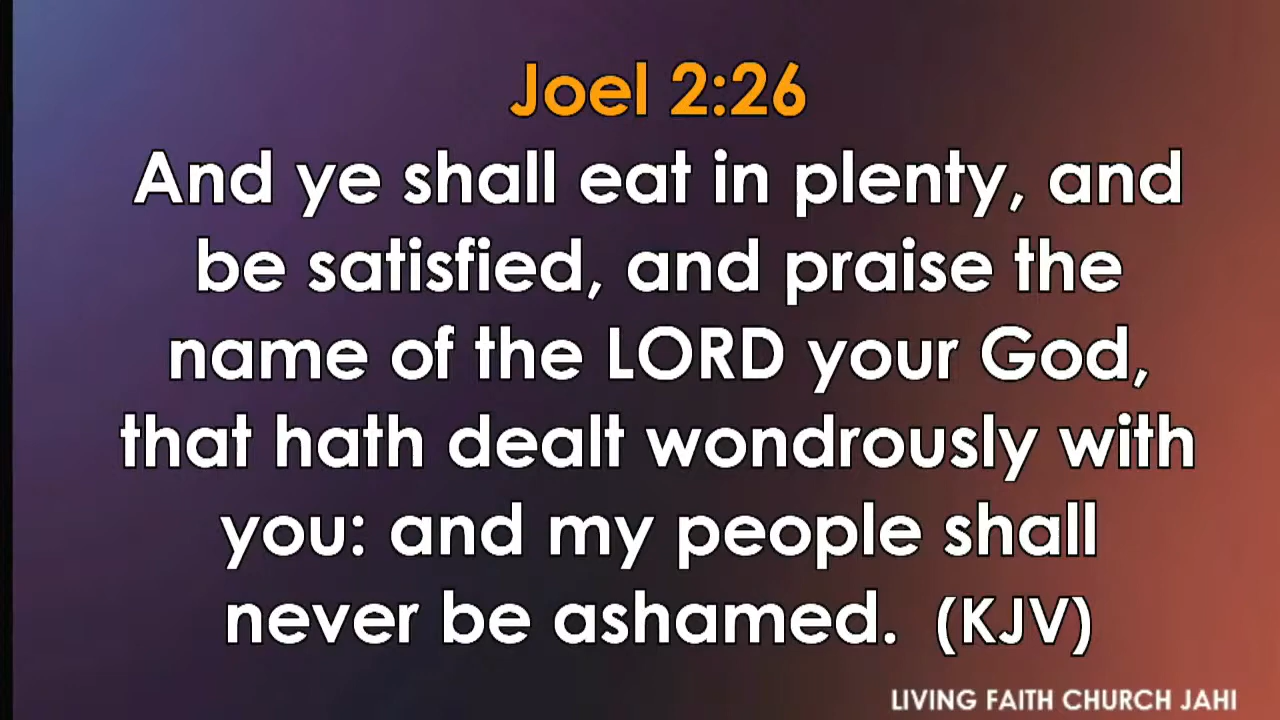 Joel 2:26
And ye shall eat in plenty, and
be satisfied, and praise the
name of the LORD your God,
that hath dealt wondrously with
you: and my people shall
never be ashamed.  (KJV)
LIVING FAITH CHURCH JAHI